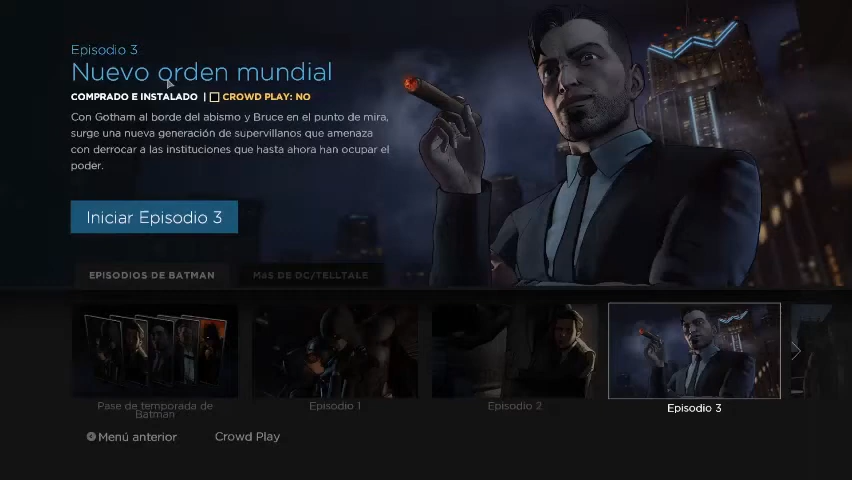 Episodio 3
Nuevo orden mundial
COMPRADO E INSTALADO | CROWD PLAY: NO
Con Gotham al borde del abismo y Bruce en el punto de mira,
surge una nueva generación de supervillanos que amenaza
con derrocar a las instituciones que hasta ahora han ocupar el
poder.
Iniciar Episodio 3
EPISODIOS DE BATMAN
MáS DE DC/TELLTALE
Pase de temporada de
Batman
Episodio 1
Episodio 2
Episodio 3
Menú anterior
Crowd Play